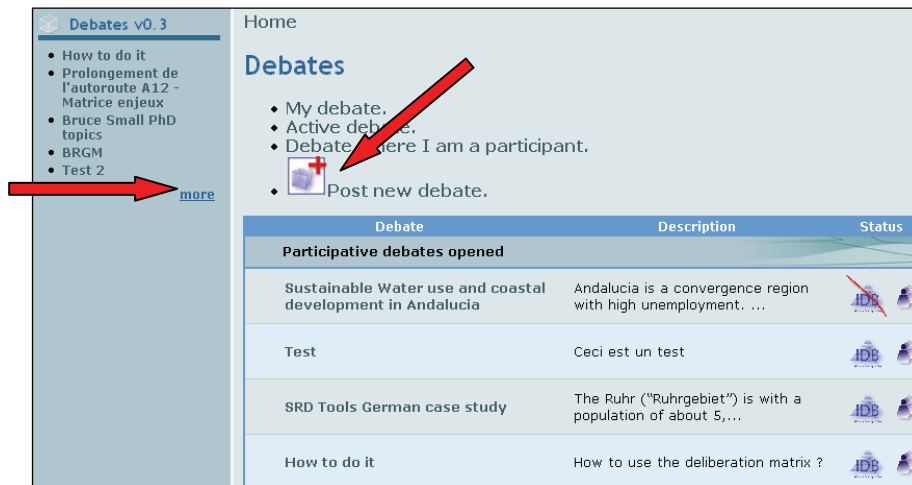 Debates v0.3
How to do it
Prolongement de
l'autoroute A12 -
Matrice enjeux
Bruce Small PhD
topics
BRGM
Test 2
more
Home
Debates
My debate.
Active debate.
Debate where I am a participant.
Post new debate.
Debate Description Status
Participative debates opened
Sustainable Water use and coastal
development in Andalucia
Andalucia is a convergence region
with high unemployment. ...
IDB
Test
Ceci est un test
IDB
SRD Tools German case study
The Ruhr ("Ruhrgebiet") is with a
population of about 5,...
IDB
How to do it
How to use the deliberation matrix ?
IDB